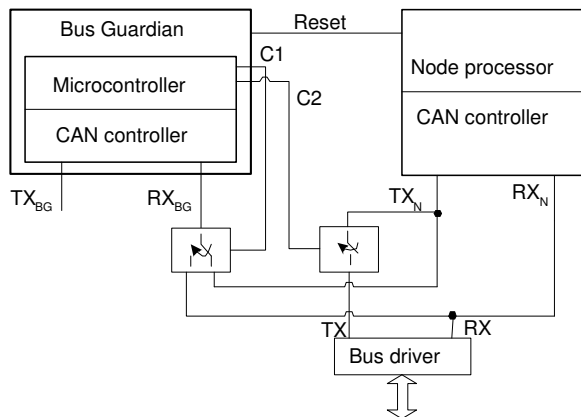 Bus Guardian
Reset
C1
Microcontroller
C2
CAN controller
Node processor
CAN controller
TX_BG
RX_BG
TX_N
RX_N
TX
RX
Bus driver